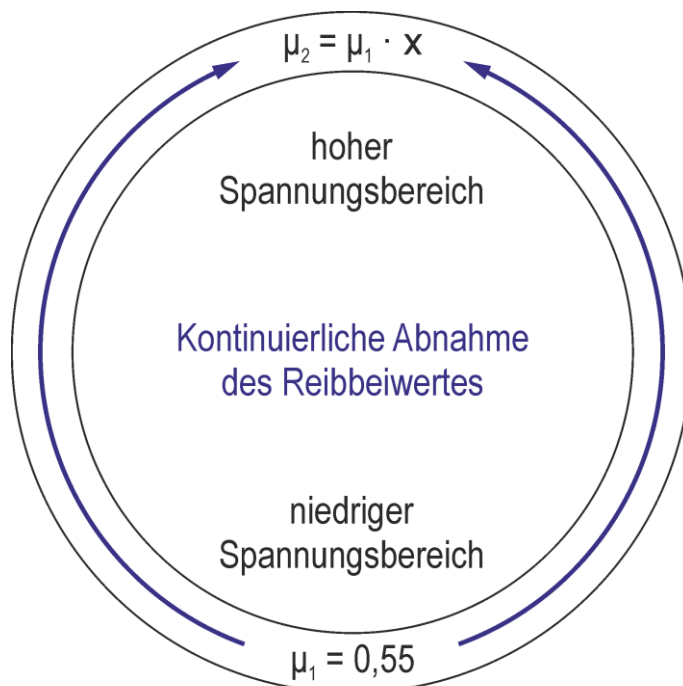 μ₂ = μ₁ · x
hoher
Spannungsbereich
Kontinuierliche Abnahme
des Reibbeiwertes
niedriger
Spannungsbereich
μ₁ = 0,55